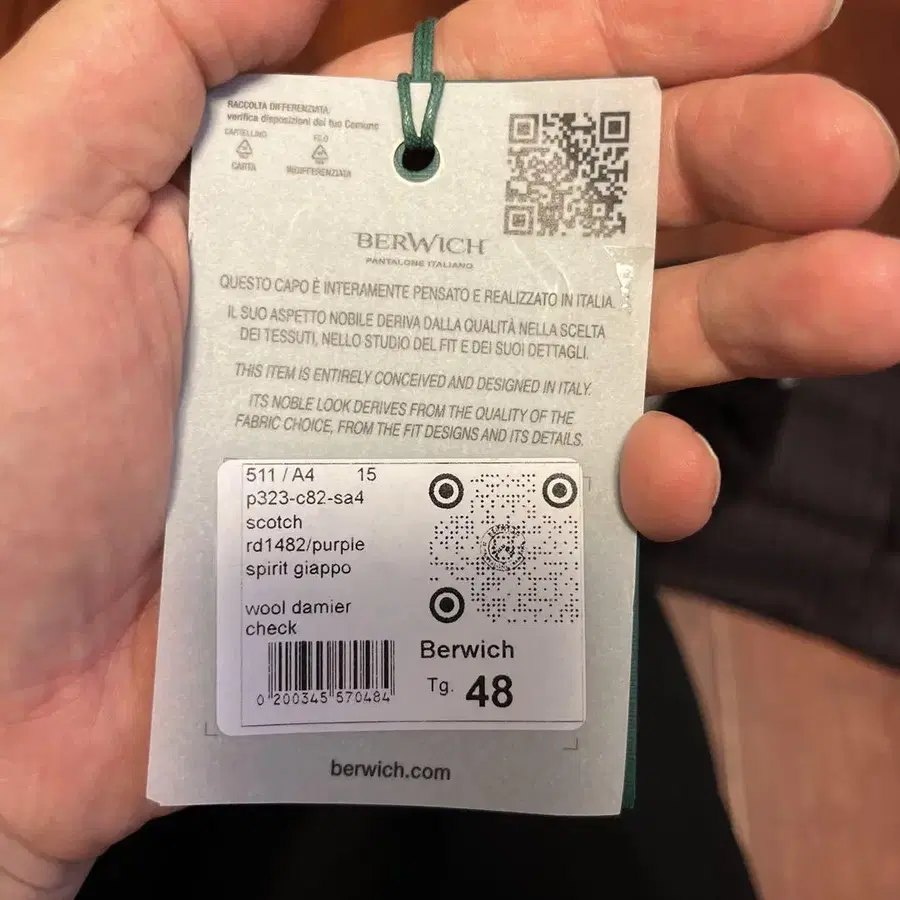 RACCOLTA DIFFERENZIATA,
verifica disposizioni del tuo Comune
CARTELLINO FILO
CARTA INDIFFERENZIATA
BERWICH
PANTALONE ITALIANO
QUESTO CAPO È INTERAMENTE PENSATO E REALIZZATO IN ITALIA.
IL SUO ASPETTO NOBILE DERIVA DALLA QUALITÀ NELLA SCELTA
DEI TESSUTI, NELLO STUDIO DEL FIT E DEI SUOI DETTAGLI.
THIS ITEM IS ENTIRELY CONCEIVED AND DESIGNED IN ITALY.
ITS NOBLE LOOK DERIVES FROM THE QUALITY OF THE
FABRIC CHOICE, FROM THE FIT DESIGNS AND ITS DETAILS.
511 / A4 15
p323-c82-sa4
scotch
rd1482/purple
spirit giappo
wool damier
check
0 200345 570484
Berwich
Tg. 48
berwich.com